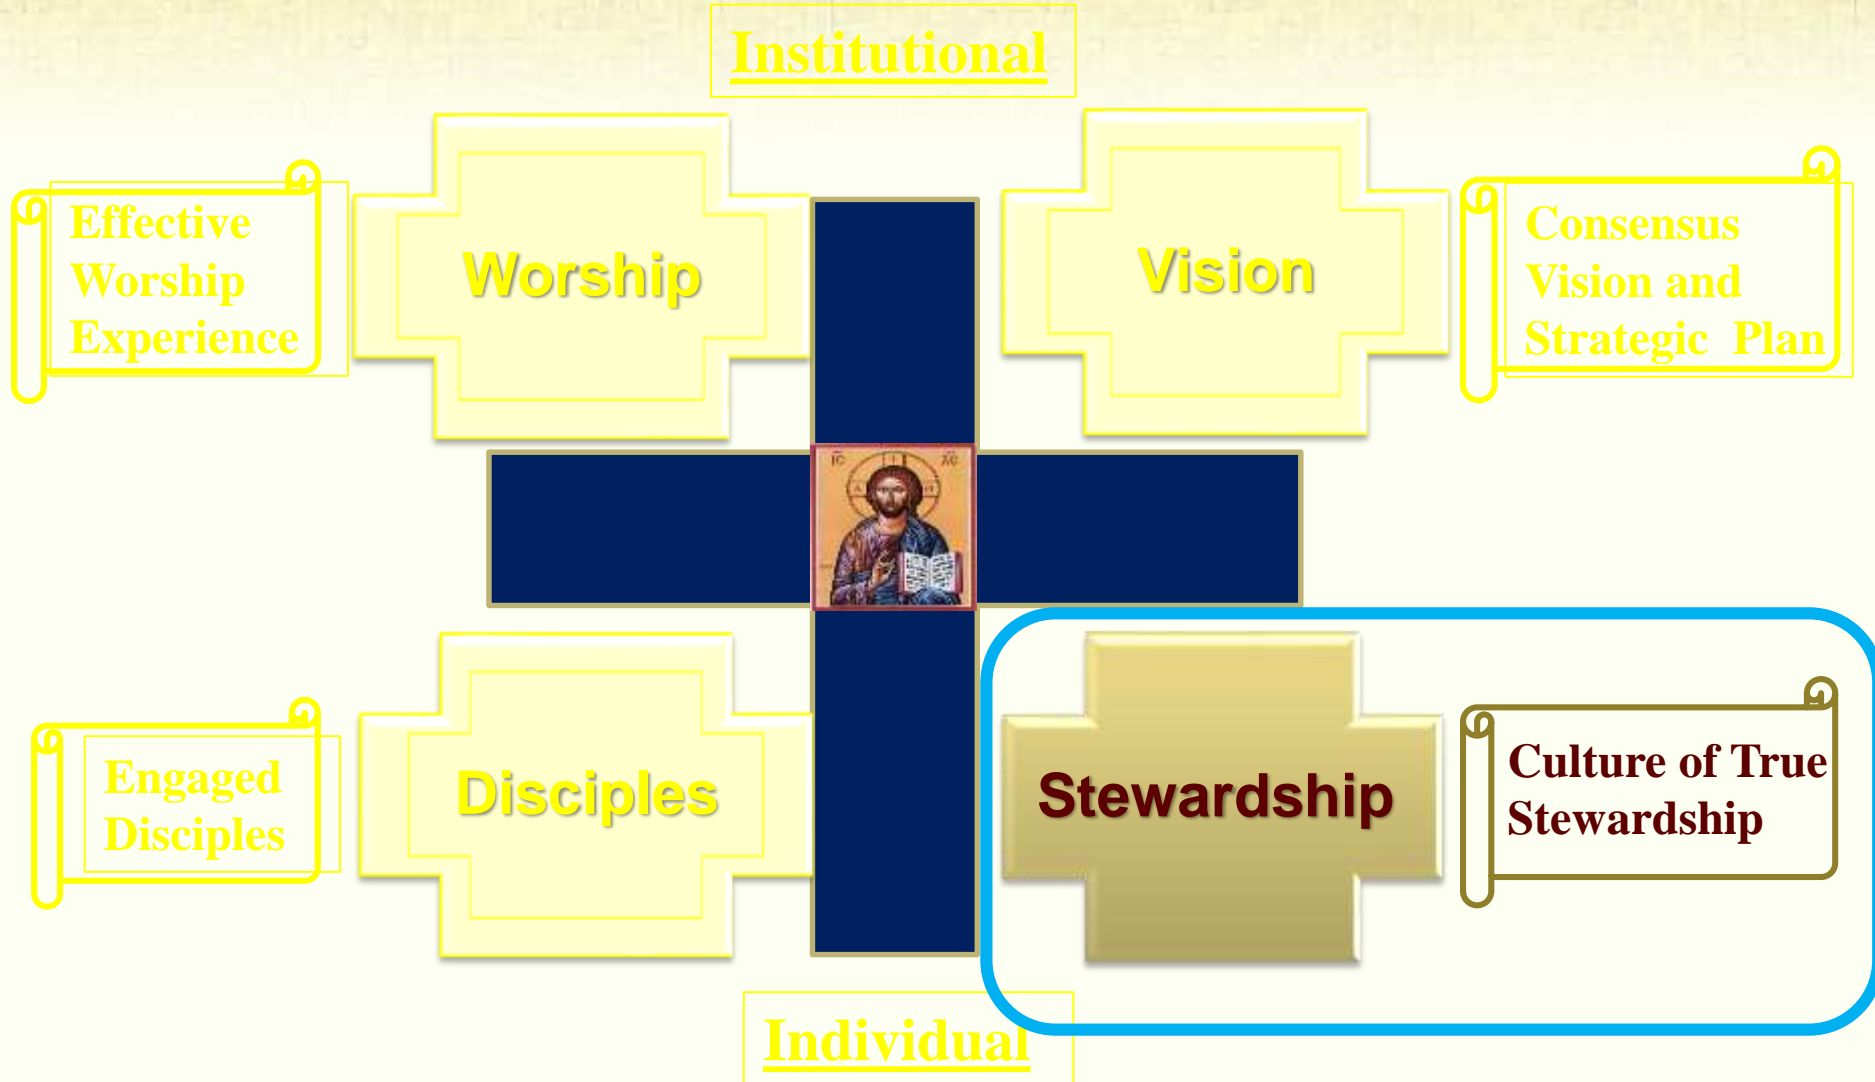 Institutional
Effective
Worship
Experience
Worship
Vision
Consensus
Vision and
Strategic Plan
Engaged
Disciples
Disciples
Stewardship
Culture of True
Stewardship
Individual